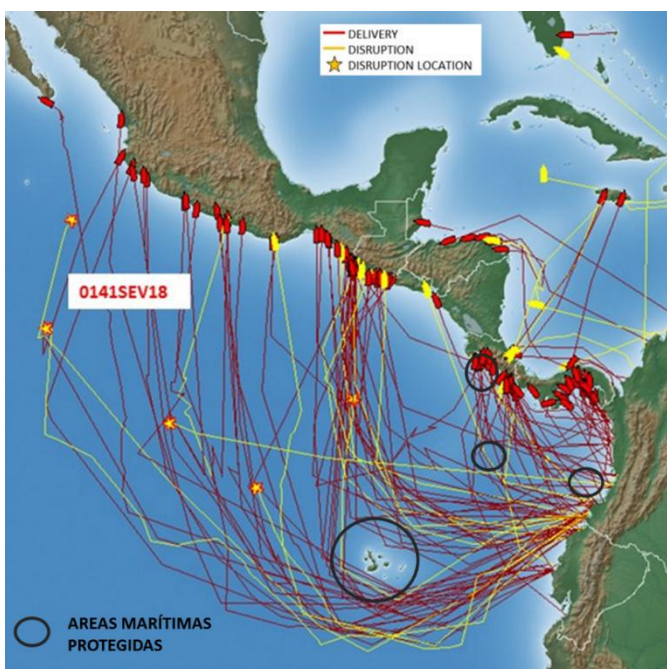 DELIVERY
DISRUPTION
DISRUPTION LOCATION
0141SEV18
AREAS MARÍTIMAS
PROTEGIDAS